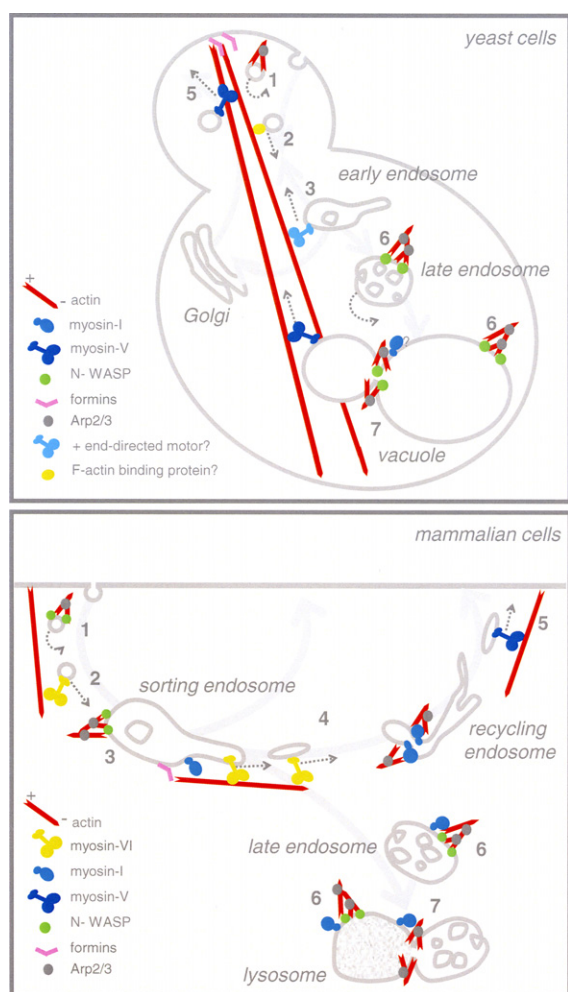 yeast cells
1
5
2
3
early endosome
6
late endosome
Golgi
6
7
vacuole
+
- actin
myosin-I
myosin-V
N- WASP
formins
Arp2/3
+ end-directed motor?
F-actin binding protein?
mammalian cells
1
5
2
sorting endosome
4
3
recycling
endosome
+
- actin
myosin-VI
myosin-I
myosin-V
N- WASP
formins
Arp2/3
late endosome
6
6
7
lysosome